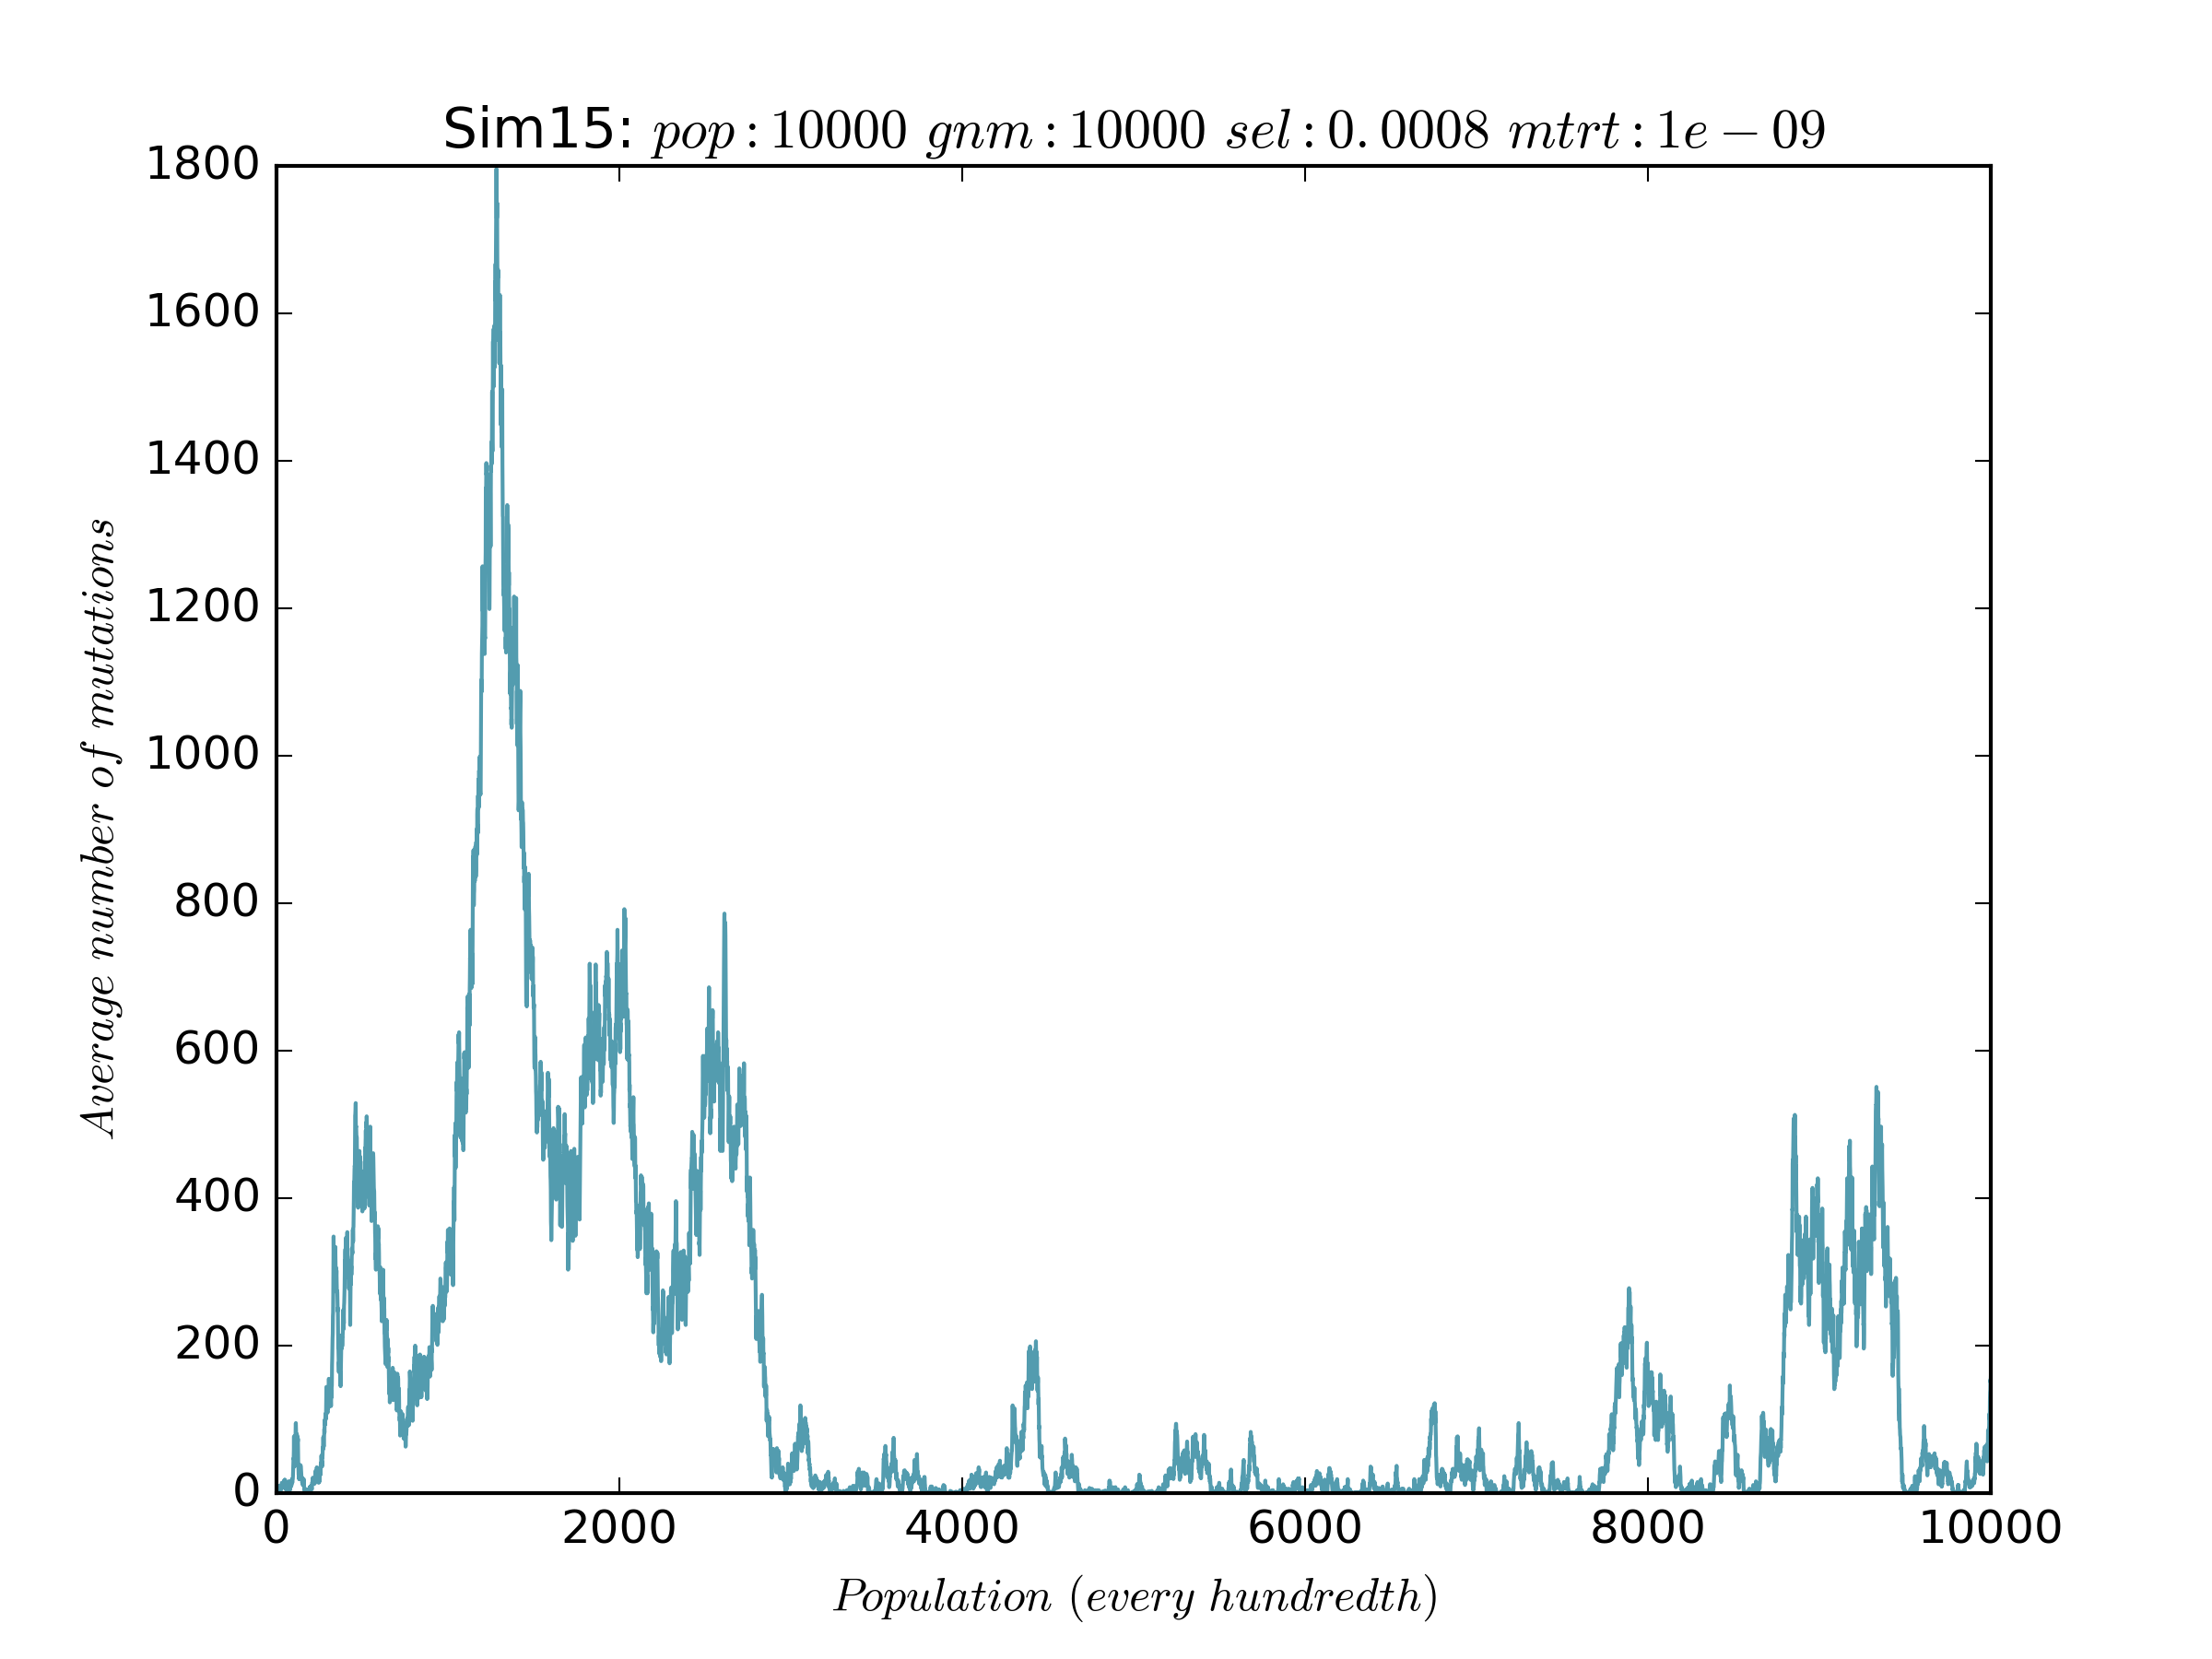 Sim15: pop:10000 gnm:10000 sel:0.0008 mtrt:1e−09
1800
1600
1400
1200
1000
800
600
400
200
0
Average number of mutations
0 2000 4000 6000 8000 10000
Population (every hundredth)